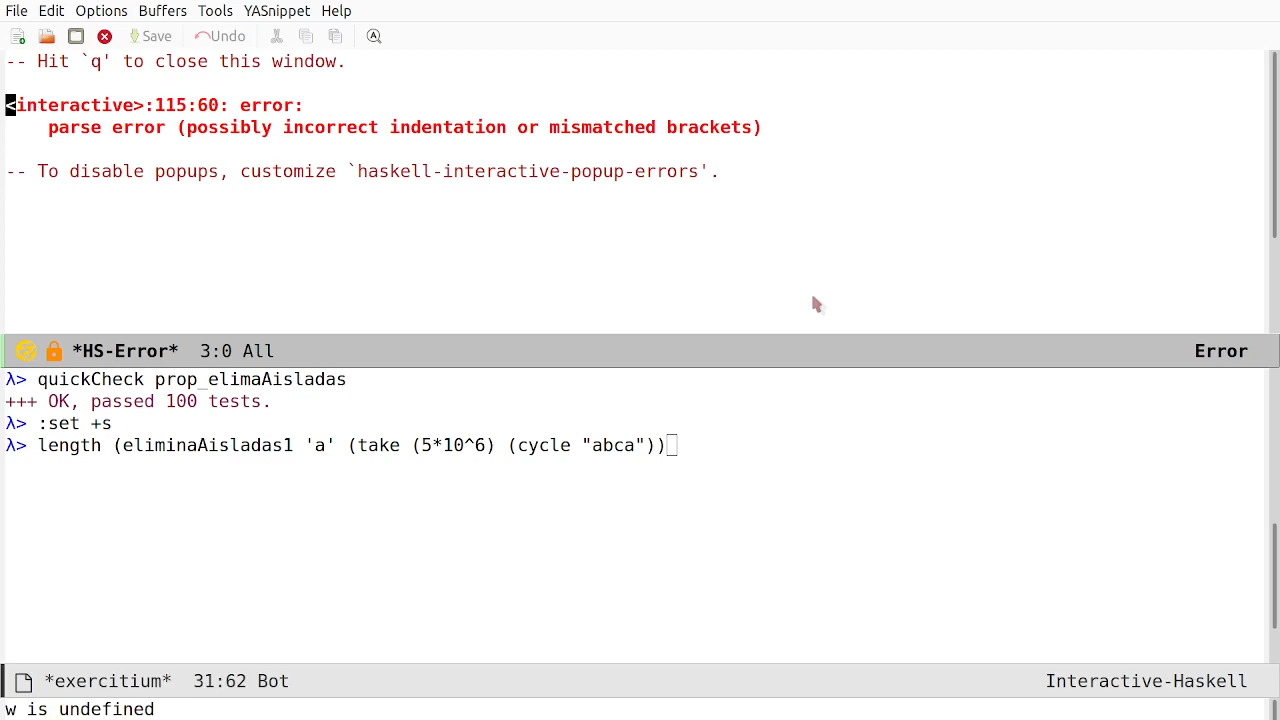 File Edit Options Buffers Tools YASnippet Help
Save Undo
-- Hit `q' to close this window.
<interactive>:115:60: error:
parse error (possibly incorrect indentation or mismatched brackets)
-- To disable popups, customize `haskell-interactive-popup-errors'.
*HS-Error* 3:0 All Error
λ> quickCheck prop_elimaAisladas
+++ OK, passed 100 tests.
λ> :set +s
λ> length (eliminaAisladas1 'a' (take (5*10^6) (cycle "abca"))
*exercitium* 31:62 Bot Interactive-Haskell
w is undefined